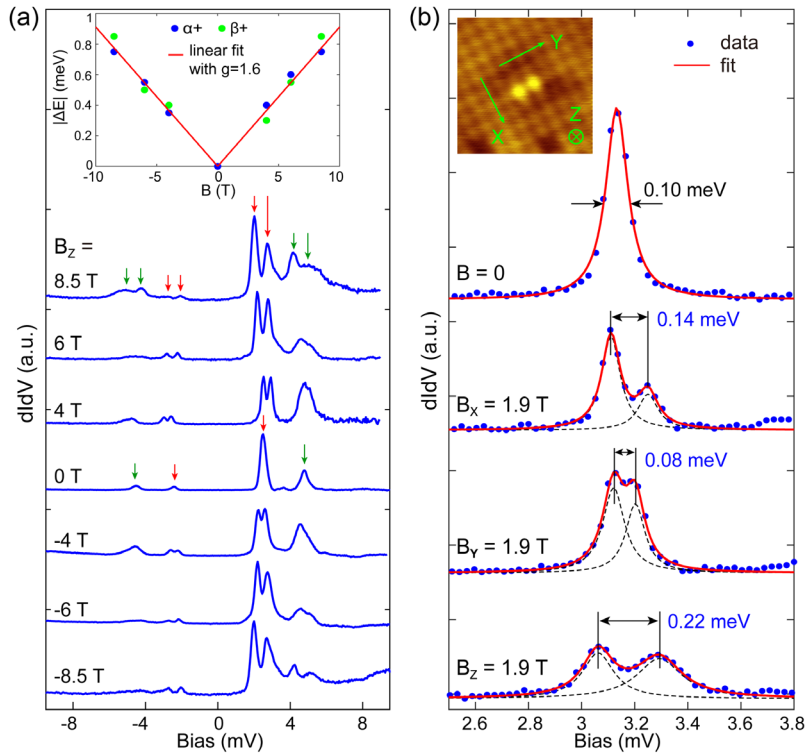 (a)
α+ β+
linear fit
with g=1.6
|ΔE| (meV)
0.8
0.6
0.4
0.2
0
-10 -5 0 5 10
B (T)
B_Z =
8.5 T
6 T
4 T
0 T
-4 T
-6 T
-8.5 T
dIdV (a.u.)
-8 -4 0 4 8
Bias (mV)
(b)
Y
X
Z
data
fit
0.10 meV
B = 0
0.14 meV
B_X = 1.9 T
0.08 meV
B_Y = 1.9 T
0.22 meV
B_Z = 1.9 T
dIdV (a.u.)
2.6 2.8 3.0 3.2 3.4 3.6 3.8
Bias (mV)